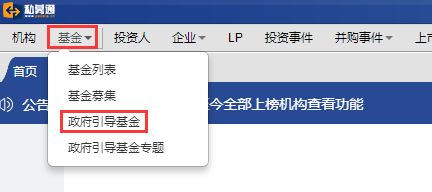 私募通
www.pedata.cn
机构 基金 投资人 企业 LP 投资事件 并购事件
首页
基金列表
公告 今全部上榜机构查看功能
基金募集
政府引导基金
政府引导基金专题